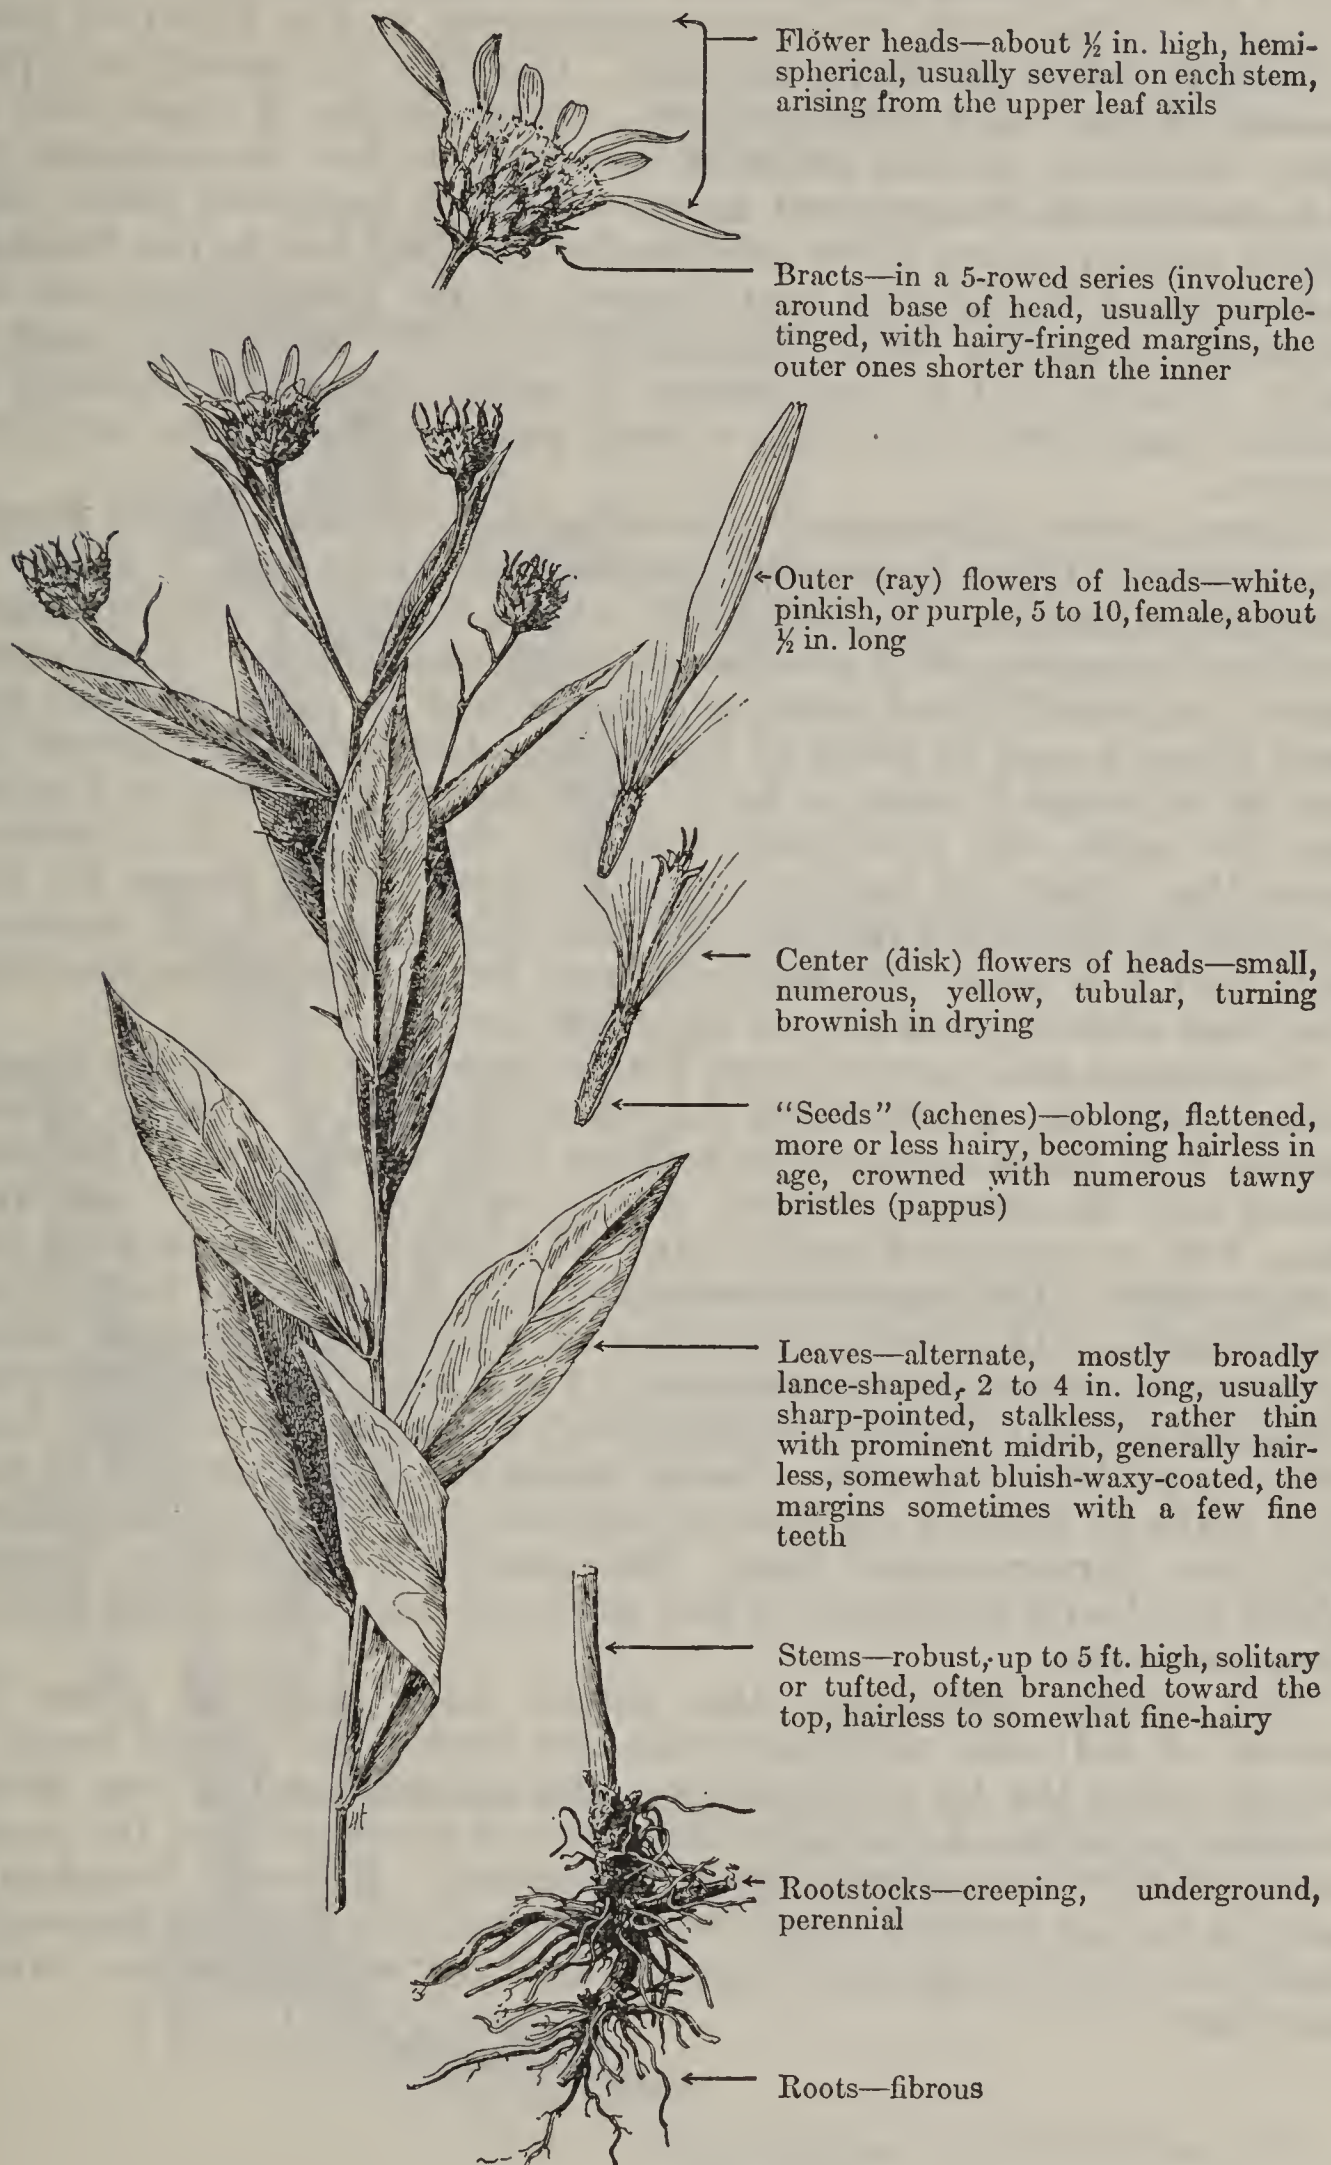 Flower heads—about ½ in. high, hemi-
spherical, usually several on each stem,
arising from the upper leaf axils
Bracts—in a 5-rowed series (involucre)
around base of head, usually purple-
tinged, with hairy-fringed margins, the
outer ones shorter than the inner
Outer (ray) flowers of heads—white,
pinkish, or purple, 5 to 10, female, about
½ in. long
Center (disk) flowers of heads—small,
numerous, yellow, tubular, turning
brownish in drying
“Seeds” (achenes)—oblong, flattened,
more or less hairy, becoming hairless in
age, crowned with numerous tawny
bristles (pappus)
Leaves—alternate, mostly broadly
lance-shaped, 2 to 4 in. long, usually
sharp-pointed, stalkless, rather thin
with prominent midrib, generally hair-
less, somewhat bluish-waxy-coated, the
margins sometimes with a few fine
teeth
Stems—robust, up to 5 ft. high, solitary
or tufted, often branched toward the
top, hairless to somewhat fine-hairy
Rootstocks—creeping, underground,
perennial
Roots—fibrous